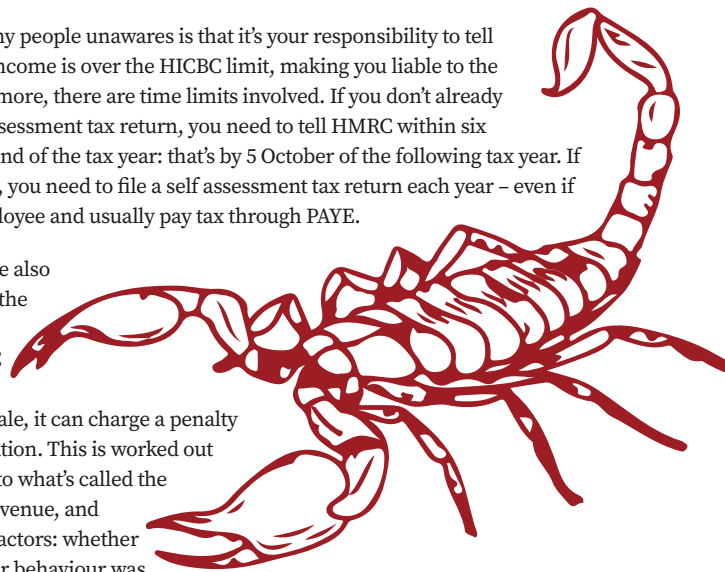 ny people unawares is that it’s your responsibility to tell
ncome is over the HICBC limit, making you liable to the
more, there are time limits involved. If you don’t already
ssessment tax return, you need to tell HMRC within six
nd of the tax year: that’s by 5 October of the following tax year. If
, you need to file a self assessment tax return each year – even if
ployee and usually pay tax through PAYE.
e also
the
ale, it can charge a penalty
tion. This is worked out
to what’s called the
venue, and
actors: whether
r behaviour was